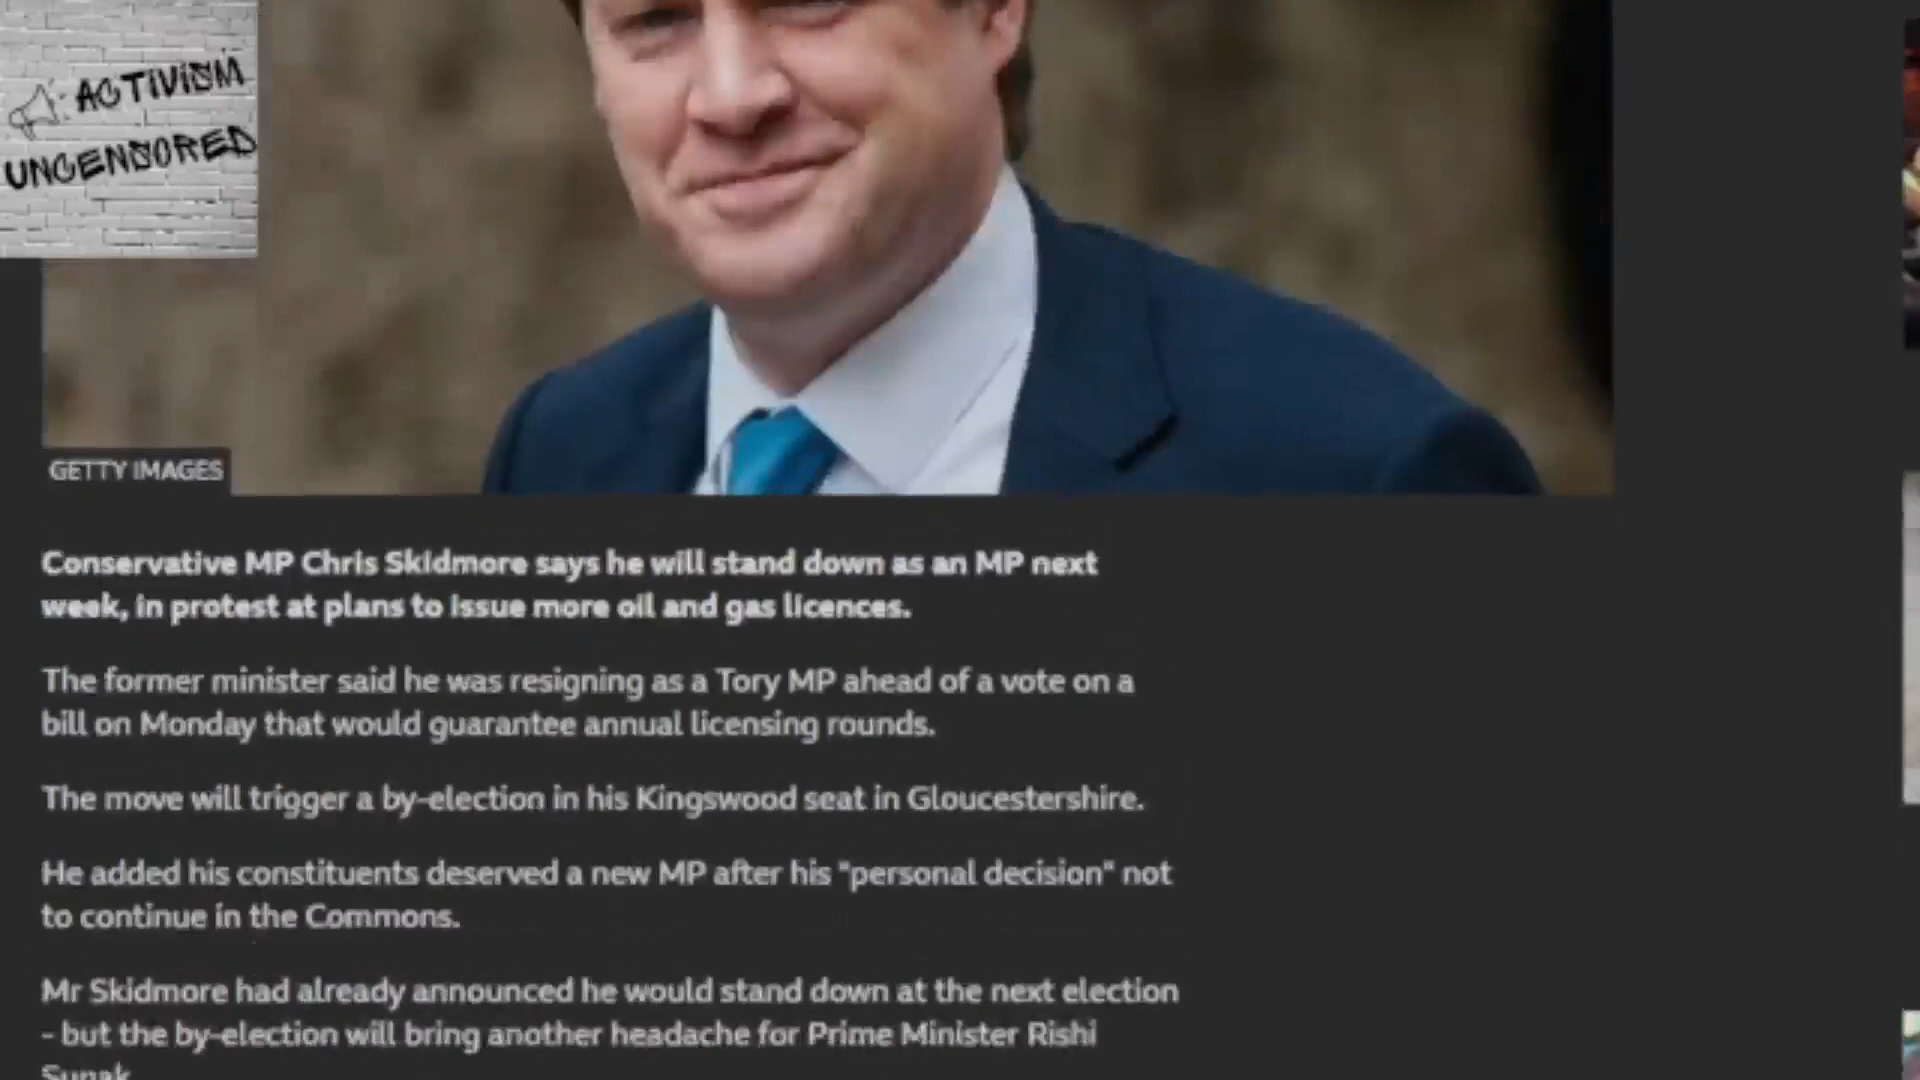 ACTIVISM
UNCENSORED
GETTY IMAGES
Conservative MP Chris Skidmore says he will stand down as an MP next
week, in protest at plans to issue more oil and gas licences.
The former minister said he was resigning as a Tory MP ahead of a vote on a
bill on Monday that would guarantee annual licensing rounds.
The move will trigger a by-election in his Kingswood seat in Gloucestershire.
He added his constituents deserved a new MP after his "personal decision" not
to continue in the Commons.
Mr Skidmore had already announced he would stand down at the next election
- but the by-election will bring another headache for Prime Minister Rishi
Sunak